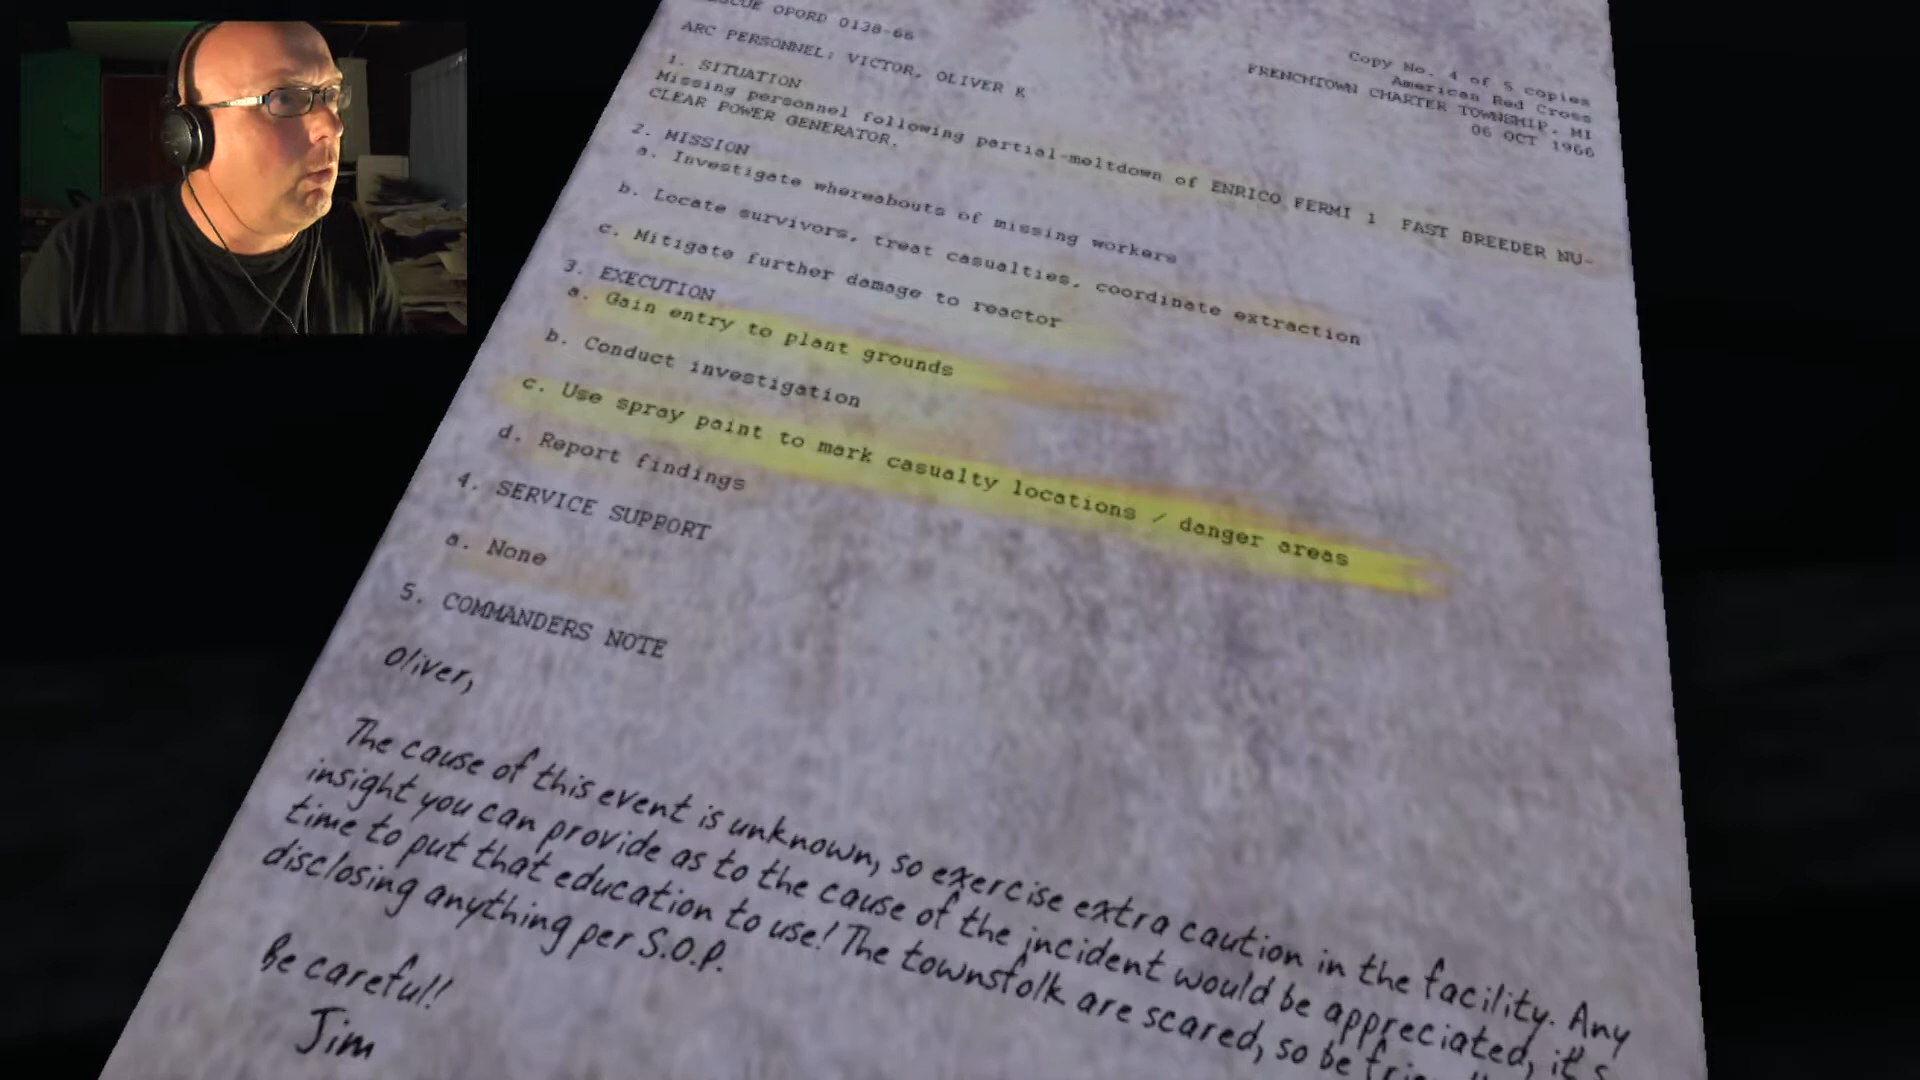 OPORD 0138-66
Copy No. 4 of 5 copies
American Red Cross
FRENCHTOWN CHARTER TOWNSHIP, MI
06 OCT 1966
ARC PERSONNEL: VICTOR, OLIVER K
1. SITUATION
Missing personnel following partial-meltdown of ENRICO FERMI 1 FAST BREEDER NU-
CLEAR POWER GENERATOR.
2. MISSION
a. Investigate whereabouts of missing workers
b. Locate survivors, treat casualties, coordinate extraction
c. Mitigate further damage to reactor
3. EXECUTION
a. Gain entry to plant grounds
b. Conduct investigation
c. Use spray paint to mark casualty locations / danger areas
d. Report findings
4. SERVICE SUPPORT
a. None
5. COMMANDERS NOTE
Oliver,
The cause of this event is unknown, so exercise extra caution in the facility. Any
insight you can provide as to the cause of the incident would be appreciated, it's
time to put that education to use! The townsfolk are scared, so be
disclosing anything per S.O.P.
Be careful!
Jim